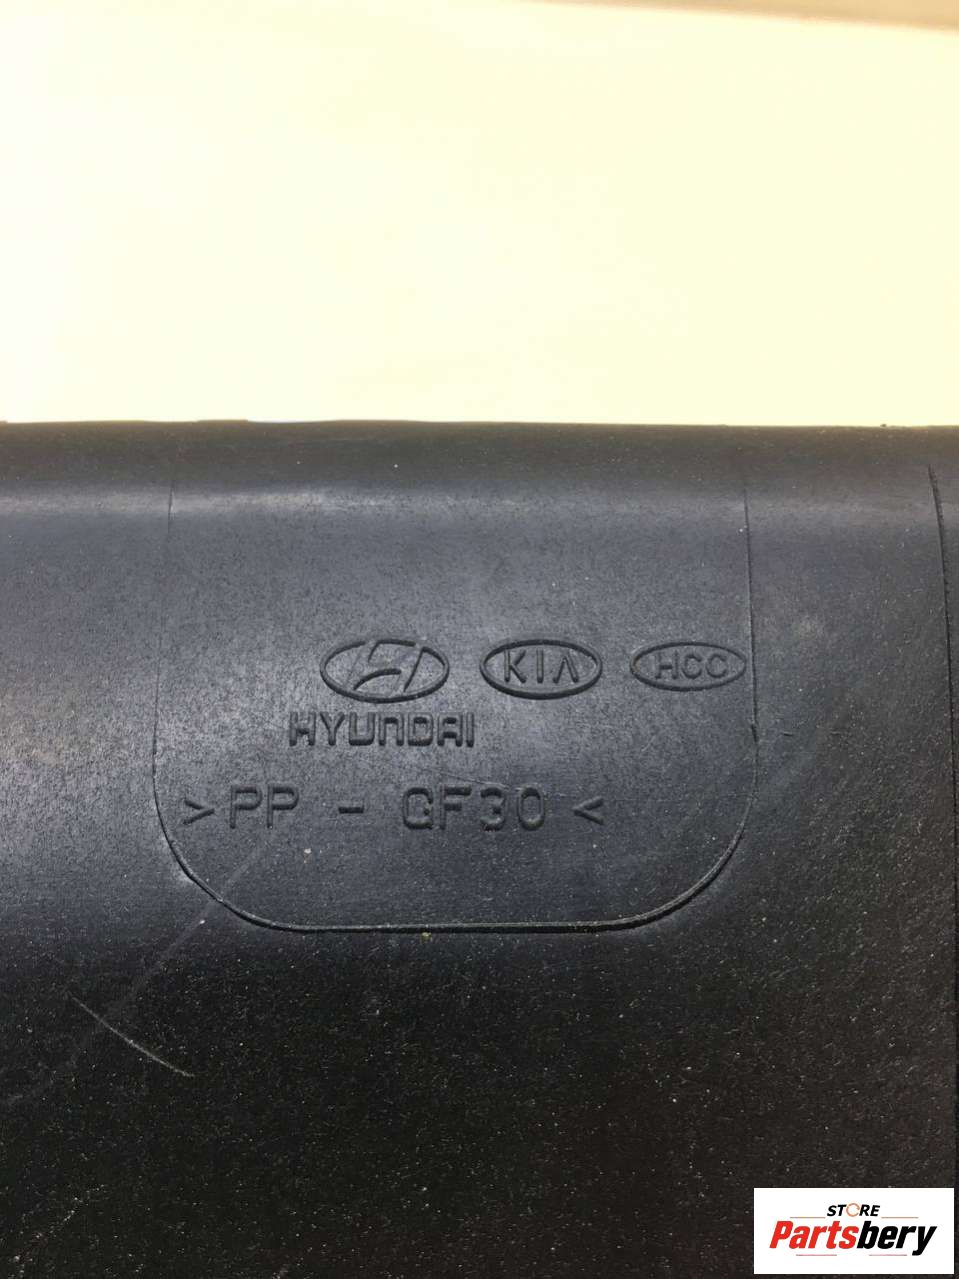 KIA HCC
HYUNDAI
>PP - GF30<
STORE
Partsbery